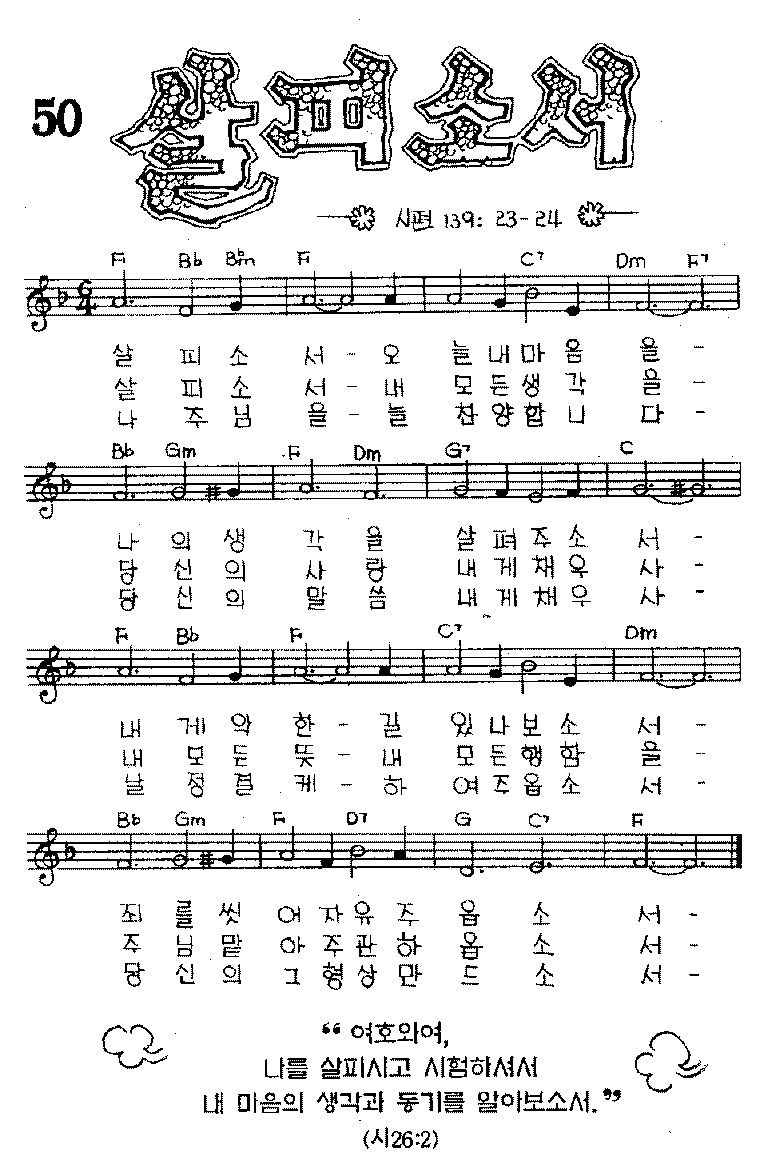 50
살피소서
시편 139: 23-24
F Bb Bbm F C7 Dm F7
6
4
살 피 소 서 - 오 늘 내 마 음 을 -
살 피 소 서 - 내 모 든 생 각 을 -
나 주 님 을 - 늘 찬 양 합 니 다 -
Bb Gm F Dm G7 C
나 의 생 각 을 살 펴 주 소 서 -
당 신 의 사 랑 내 게 채 우 사 -
당 신 의 말 씀 내 게 채 우 사 -
F Bb F C7 Dm
내 게 악 한 - 길 있 나 보 소 서 -
내 모 든 뜻 - 내 모 든 행 함 을 -
날 정 결 케 - 하 여 주 옵 소 서 -
Bb Gm F D7 G C7 F
죄 를 씻 어 자 유 주 옵 소 서 -
주 님 맡 아 주 관 하 옵 소 서 -
당 신 의 그 형 상 만 드 소 서 -
“여호와여,
나를 살피시고 시험하셔서
내 마음의 생각과 동기를 알아보소서.”
(시26:2)